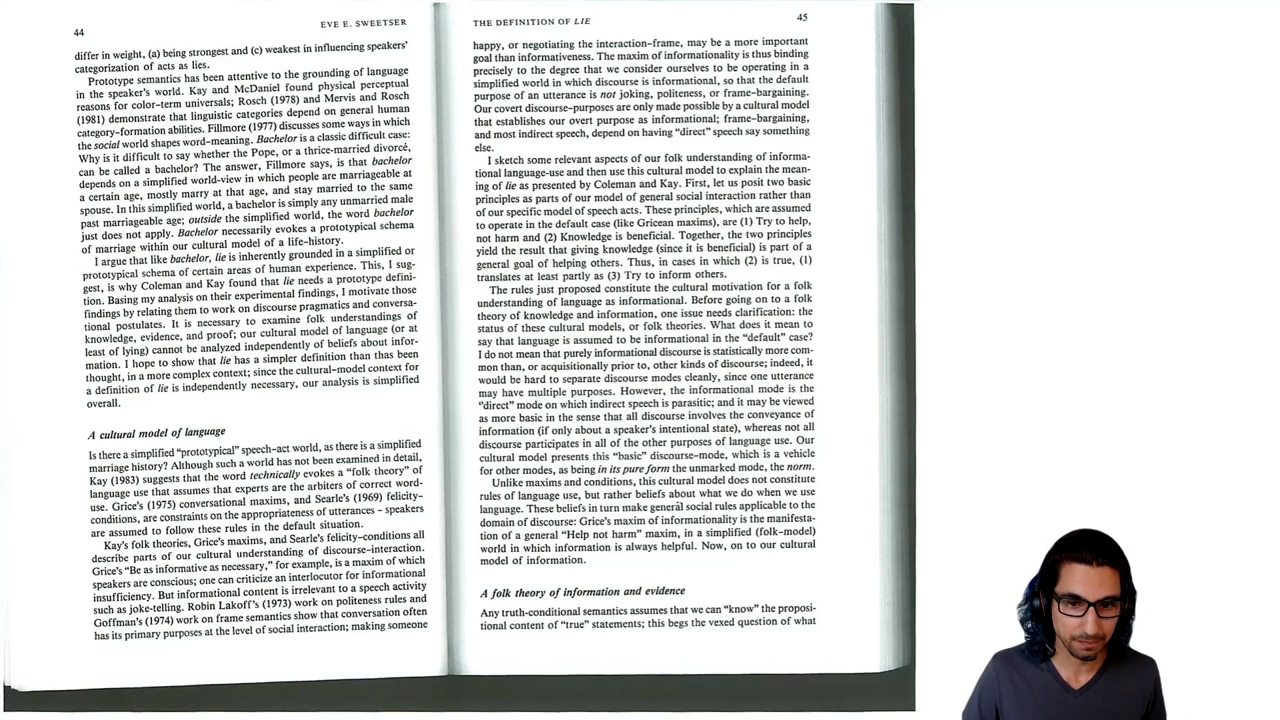 44
EVE E. SWEETSER
differ in weight, (a) being strongest and (c) weakest in influencing speakers'
categorization of acts as lies.
Prototype semantics has been attentive to the grounding of language
in the speaker's world. Kay and McDaniel found physical perceptual
reasons for color-term universals; Rosch (1978) and Mervis and Rosch
(1981) demonstrate that linguistic categories depend on general human
category-formation abilities. Fillmore (1977) discusses some ways in which
the social world shapes word-meaning. Bachelor is a classic difficult case:
Why is it difficult to say whether the Pope, or a thrice-married divorcé,
can be called a bachelor? The answer, Fillmore says, is that bachelor
depends on a simplified world-view in which people are marriageable at
a certain age, mostly marry at that age, and stay married to the same
spouse. In this simplified world, a bachelor is simply any unmarried male
past marriageable age; outside the simplified world, the word bachelor
just does not apply. Bachelor necessarily evokes a prototypical schema
of marriage within our cultural model of a life-history.
I argue that like bachelor, lie is inherently grounded in a simplified or
prototypical schema of certain areas of human experience. This, I sug-
gest, is why Coleman and Kay found that lie needs a prototype defini-
tion. Basing my analysis on their experimental findings, I motivate those
findings by relating them to work on discourse pragmatics and conversa-
tional postulates. It is necessary to examine folk understandings of
knowledge, evidence, and proof; our cultural model of language (or at
least of lying) cannot be analyzed independently of beliefs about infor-
mation. I hope to show that lie has a simpler definition than thas been
thought, in a more complex context; since the cultural-model context for
a definition of lie is independently necessary, our analysis is simplified
overall.
A cultural model of language
Is there a simplified "prototypical" speech-act world, as there is a simplified
marriage history? Although such a world has not been examined in detail,
Kay (1983) suggests that the word technically evokes a "folk theory" of
language use that assumes that experts are the arbiters of correct word-
use. Grice's (1975) conversational maxims, and Searle's (1969) felicity-
conditions, are constraints on the appropriateness of utterances – speakers
are assumed to follow these rules in the default situation.
Kay's folk theories, Grice's maxims, and Searle's felicity-conditions all
describe parts of our cultural understanding of discourse-interaction.
Grice's "Be as informative as necessary," for example, is a maxim of which
speakers are conscious; one can criticize an interlocutor for informational
insufficiency. But informational content is irrelevant to a speech activity
such as joke-telling. Robin Lakoff's (1973) work on politeness rules and
Goffman's (1974) work on frame semantics show that conversation often
has its primary purposes at the level of social interaction; making someone
THE DEFINITION OF LIE
45
happy, or negotiating the interaction-frame, may be a more important
goal than informativeness. The maxim of informationality is thus binding
precisely to the degree that we consider ourselves to be operating in a
simplified world in which discourse is informational, so that the default
purpose of an utterance is not joking, politeness, or frame-bargaining.
Our covert discourse-purposes are only made possible by a cultural model
that establishes our overt purpose as informational; frame-bargaining,
and most indirect speech, depend on having "direct" speech say something
else.
I sketch some relevant aspects of our folk understanding of informa-
tional language-use and then use this cultural model to explain the mean-
ing of lie as presented by Coleman and Kay. First, let us posit two basic
principles as parts of our model of general social interaction rather than
of our specific model of speech acts. These principles, which are assumed
to operate in the default case (like Gricean maxims), are (1) Try to help,
not harm and (2) Knowledge is beneficial. Together, the two principles
yield the result that giving knowledge (since it is beneficial) is part of a
general goal of helping others. Thus, in cases in which (2) is true, (1)
translates at least partly as (3) Try to inform others.
The rules just proposed constitute the cultural motivation for a folk
understanding of language as informational. Before going on to a folk
theory of knowledge and information, one issue needs clarification: the
status of these cultural models, or folk theories. What does it mean to
say that language is assumed to be informational in the "default" case?
I do not mean that purely informational discourse is statistically more com-
mon than, or acquisitionally prior to, other kinds of discourse; indeed, it
would be hard to separate discourse modes cleanly, since one utterance
may have multiple purposes. However, the informational mode is the
"direct" mode on which indirect speech is parasitic; and it may be viewed
as more basic in the sense that all discourse involves the conveyance of
information (if only about a speaker's intentional state), whereas not all
discourse participates in all of the other purposes of language use. Our
cultural model presents this "basic" discourse-mode, which is a vehicle
for other modes, as being in its pure form the unmarked mode, the norm.
Unlike maxims and conditions, this cultural model does not constitute
rules of language use, but rather beliefs about what we do when we use
language. These beliefs in turn make general social rules applicable to the
domain of discourse: Grice's maxim of informationality is the manifesta-
tion of a general "Help not harm" maxim, in a simplified (folk-model)
world in which information is always helpful. Now, on to our cultural
model of information.
A folk theory of information and evidence
Any truth-conditional semantics assumes that we can "know" the proposi-
tional content of "true" statements; this begs the vexed question of what